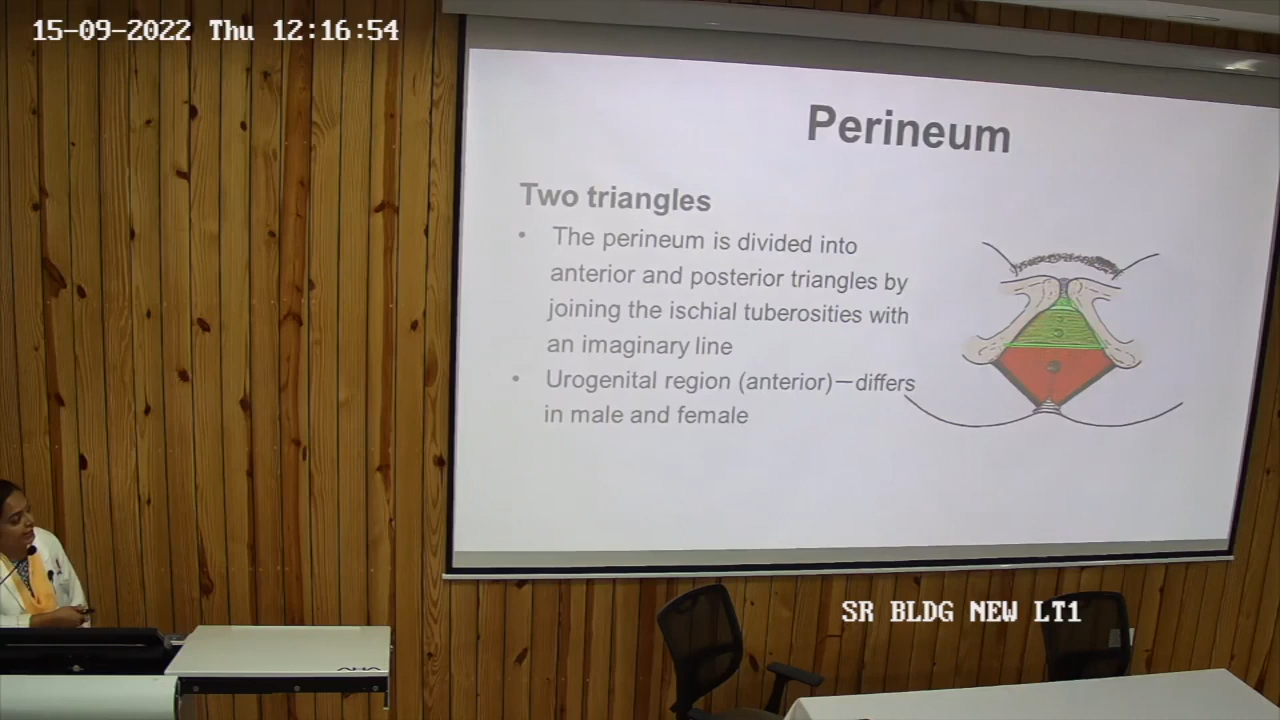 15-09-2022 Thu 12:16:54
Perineum
Two triangles
• The perineum is divided into
anterior and posterior triangles by
joining the ischial tuberosities with
an imaginary line
• Urogenital region (anterior)—differs
in male and female
SR BLDG NEW LT1